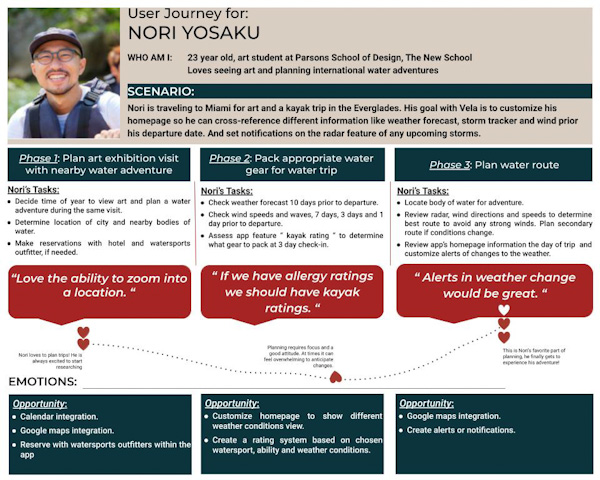 User Journey for:
NORI YOSAKU
WHO AM I: 23 year old, art student at Parsons School of Design, The New School
Loves seeing art and planning international water adventures
SCENARIO:
Nori is traveling to Miami for art and a kayak trip in the Everglades. His goal with Vela is to customize his
homepage so he can cross-reference different information like weather forecast, storm tracker and wind prior
his departure date. And set notifications on the radar feature of any upcoming storms.
Phase 1: Plan art exhibition visit
with nearby water adventure
Nori's Tasks:
• Decide time of year to view art and plan a water
adventure during the same visit.
• Determine location of city and nearby bodies of
water.
• Make reservations with hotel and watersports
outfitter, if needed.
Phase 2: Pack appropriate water
gear for water trip
Nori's Tasks:
• Check weather forecast 10 days prior to departure.
• Check wind speeds and waves, 7 days, 3 days and 1
day prior to departure.
• Assess app feature " kayak rating " to determine
what gear to pack at 3 day check-in.
Phase 3: Plan water route
Nori's Tasks:
• Locate body of water for adventure.
• Review radar, wind directions and speeds to determine
best route to avoid any strong winds. Plan secondary
route if conditions change.
• Review app's homepage information the day of trip and
customize alerts of changes to the weather.
"Love the ability to zoom into
a location. "
" If we have allergy ratings
we should have kayak
ratings. "
" Alerts in weather change
would be great. "
Nori loves to plan trips! He is
always excited to start
researching
Planning requires focus and a
good attitude. At times it can
feel overwhelming to anticipate
changes.
This is Nori's favorite part of
planning, he finally gets to
experience his adventure!
EMOTIONS:
Opportunity:
• Calendar integration.
• Google maps integration.
• Reserve with watersports outfitters within the
app
Opportunity:
• Customize homepage to show different
weather conditions view.
• Create a rating system based on chosen
watersport, ability and weather conditions.
Opportunity:
• Google maps integration.
• Create alerts or notifications.